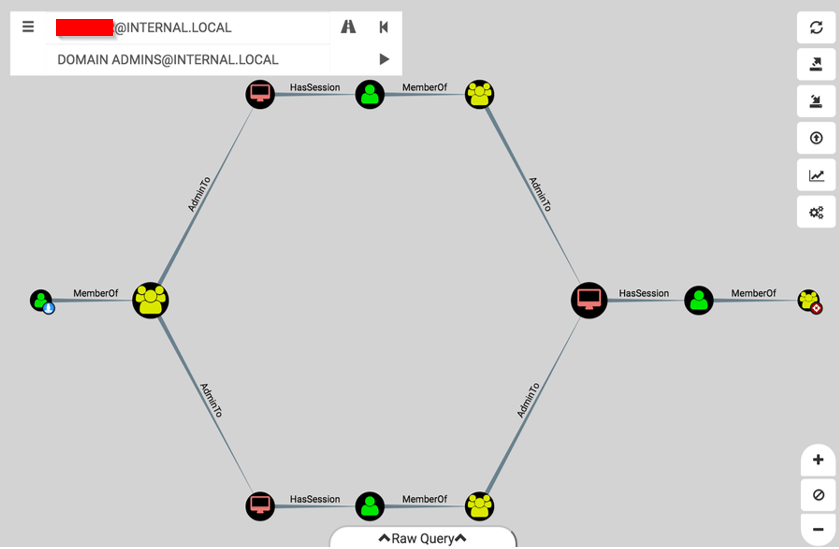 @INTERNAL.LOCAL
DOMAIN ADMINS@INTERNAL.LOCAL
HasSession
MemberOf
AdminTo
AdminTo
MemberOf
HasSession
MemberOf
AdminTo
AdminTo
HasSession
MemberOf
Raw Query